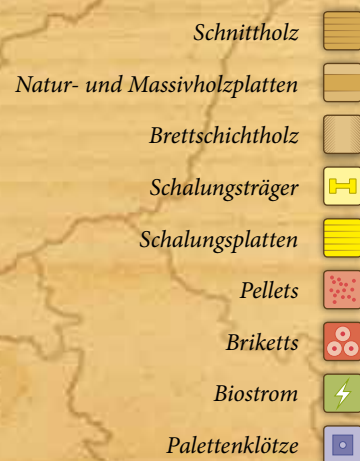 Schnittholz
Natur- und Massivholzplatten
Brettschichtholz
Schalungsträger
Schalungsplatten
Pellets
Briketts
Biostrom
Palettenklötze